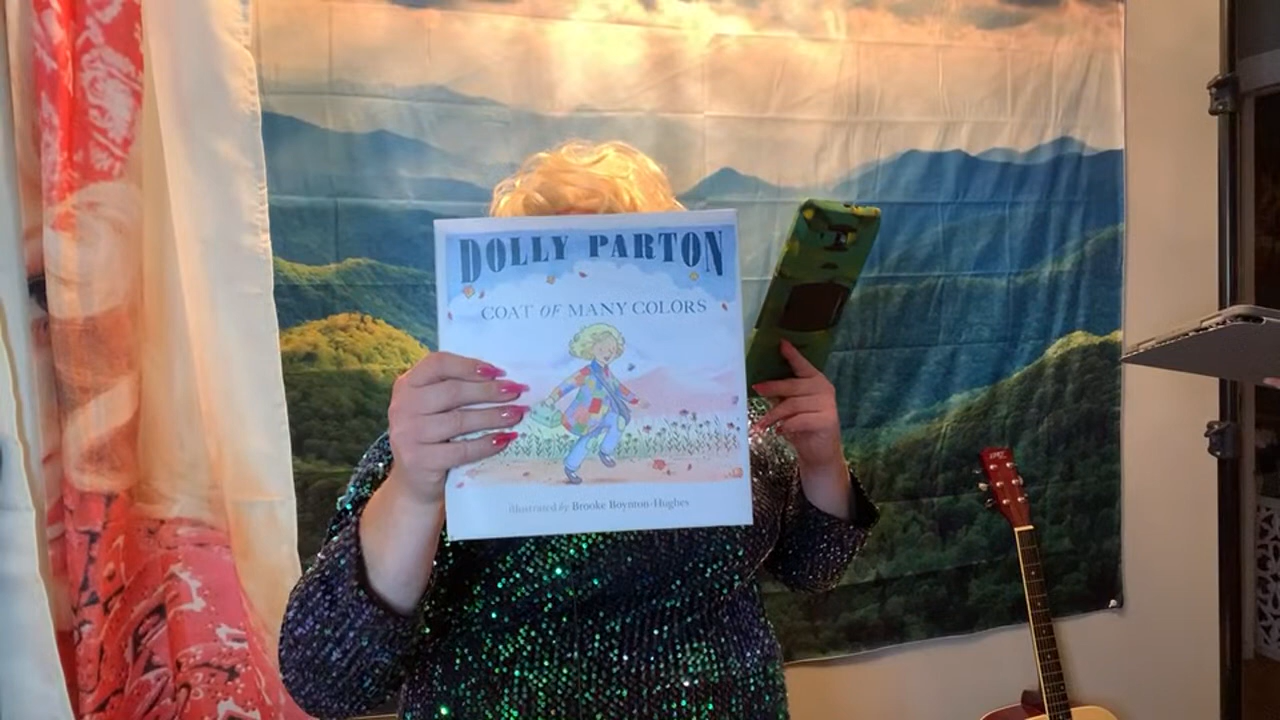 DOLLY PARTON
COAT OF MANY COLORS
illustrated by Brooke Boynton-Hughes